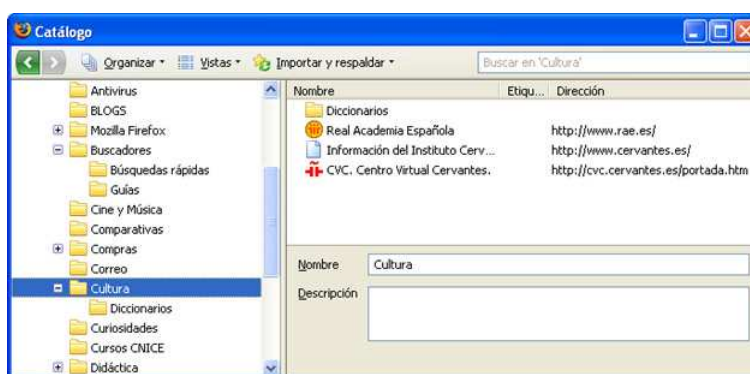 Catálogo
Organizar Vistas Importar y respaldar Buscar en 'Cultura'
Antivirus
BLOGS
Mozilla Firefox
Buscadores
Búsquedas rápidas
Guías
Cine y Música
Comparativas
Compras
Correo
Cultura
Diccionarios
Curiosidades
Cursos CNICE
Didáctica
Nombre Etiqu... Dirección
Diccionarios
Real Academia Española http://www.rae.es/
Información del Instituto Cerv... http://www.cervantes.es/
CVC. Centro Virtual Cervantes. http://cvc.cervantes.es/portada.htm
Nombre Cultura
Descripción